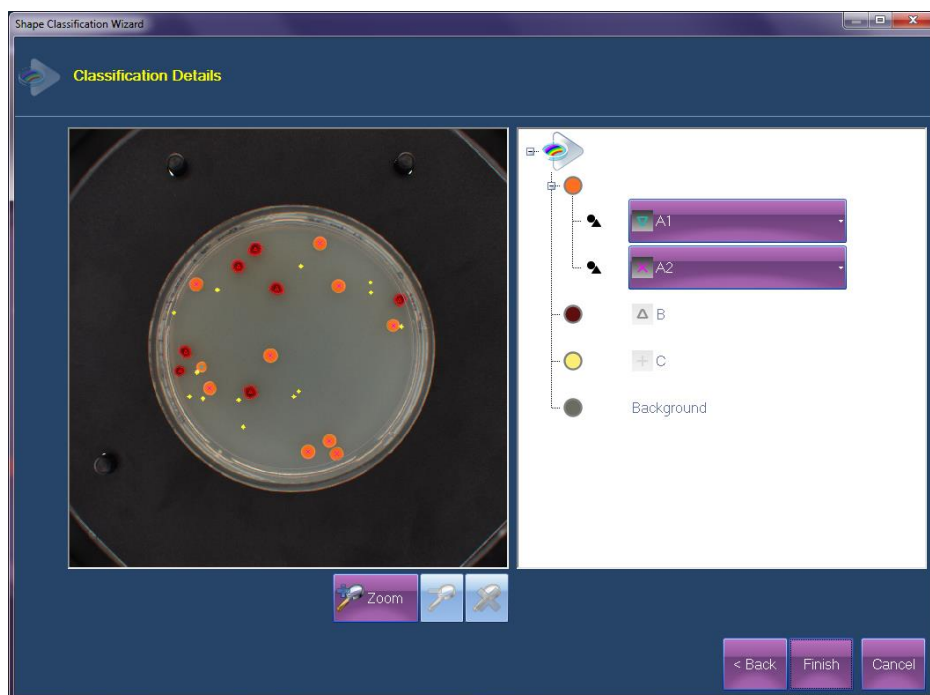 Shape Classification Wizard
Classification Details
A1
A2
B
C
Background
Zoom
< Back
Finish
Cancel